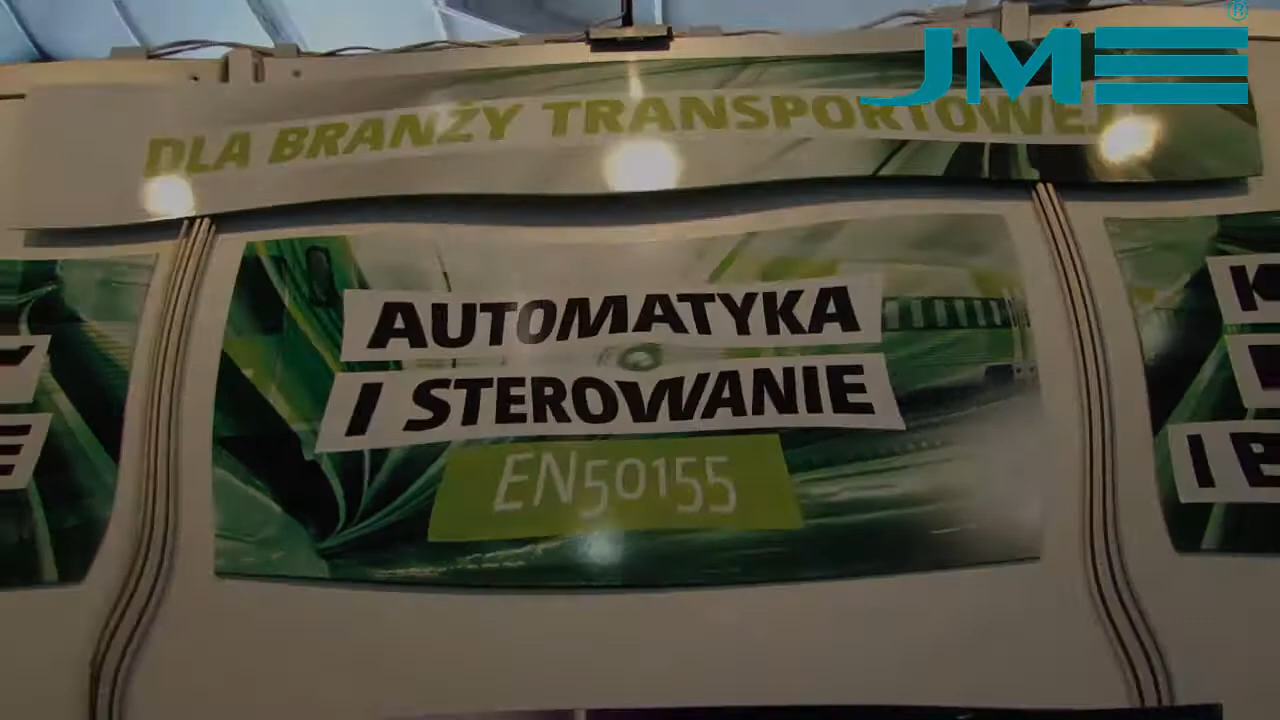 JME®
DLA BRANŻY TRANSPORTOWEJ
AUTOMATYKA
I STEROWANIE
EN50155
I B